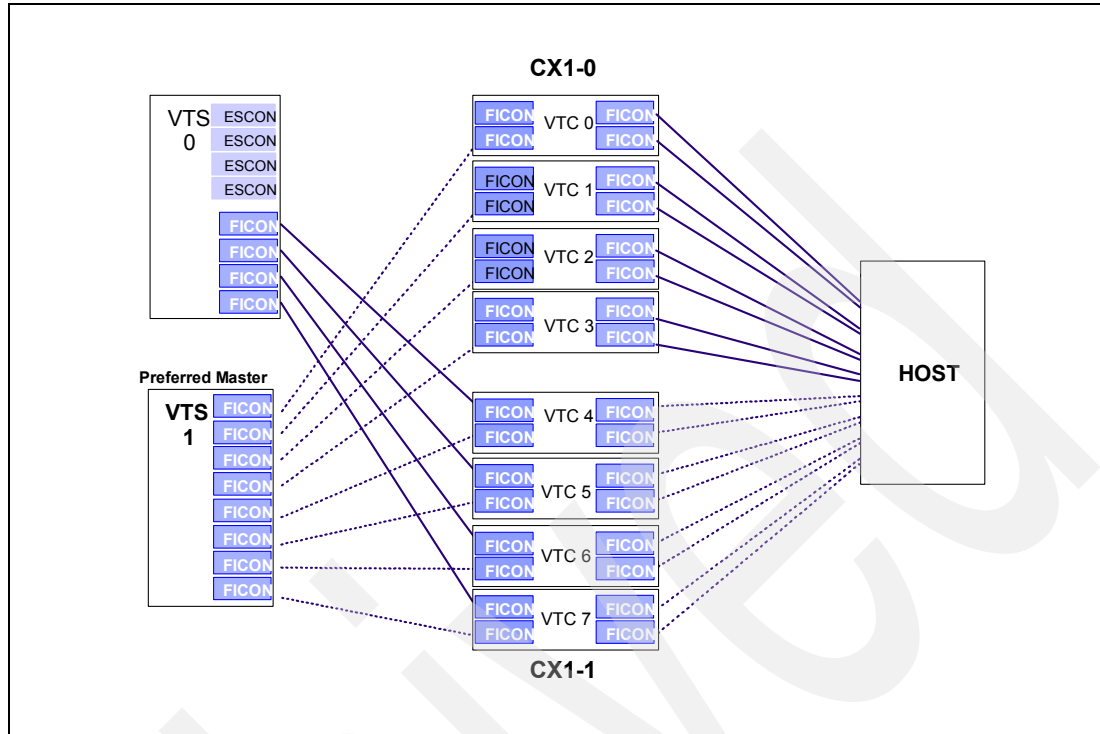 CX1-0
VTS
0
ESCON
ESCON
ESCON
ESCON
FICON
FICON
FICON
FICON
Preferred Master
VTS
1
FICON
FICON
FICON
FICON
FICON
FICON
FICON
FICON
FICON VTC 0 FICON
FICON FICON
FICON VTC 1 FICON
FICON FICON
FICON VTC 2 FICON
FICON FICON
FICON VTC 3 FICON
FICON FICON
FICON VTC 4 FICON
FICON FICON
FICON VTC 5 FICON
FICON FICON
FICON VTC 6 FICON
FICON FICON
FICON VTC 7 FICON
FICON FICON
CX1-1
HOST